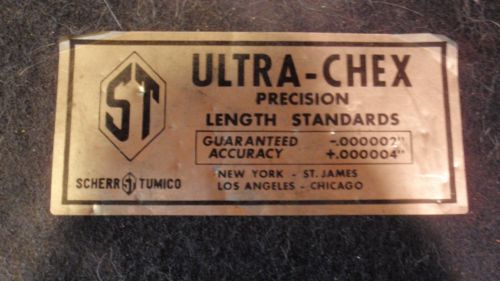 ST
ULTRA-CHEX
PRECISION
LENGTH STANDARDS
GUARANTEED -.000002"
ACCURACY +.000004"
SCHERR ST TUMICO
NEW YORK - ST. JAMES
LOS ANGELES - CHICAGO